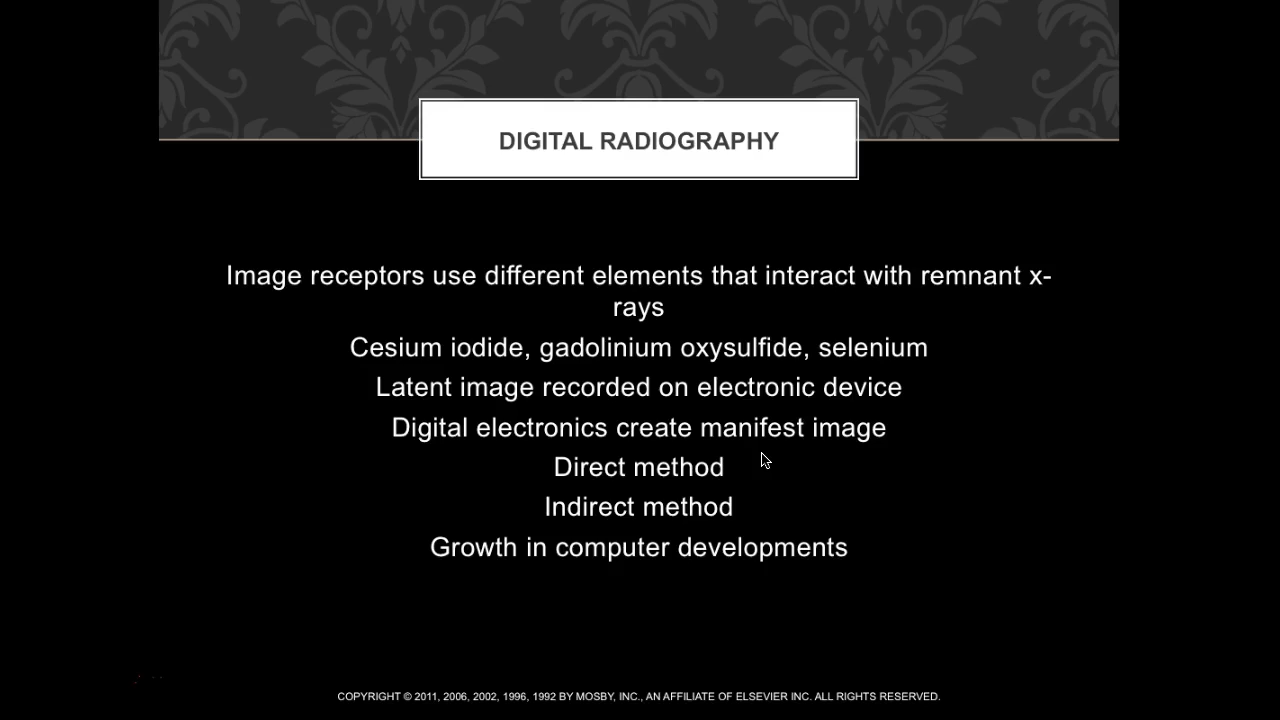 DIGITAL RADIOGRAPHY
Image receptors use different elements that interact with remnant x-
rays
Cesium iodide, gadolinium oxysulfide, selenium
Latent image recorded on electronic device
Digital electronics create manifest image
Direct method
Indirect method
Growth in computer developments
COPYRIGHT © 2011, 2006, 2002, 1996, 1992 BY MOSBY, INC., AN AFFILIATE OF ELSEVIER INC. ALL RIGHTS RESERVED.